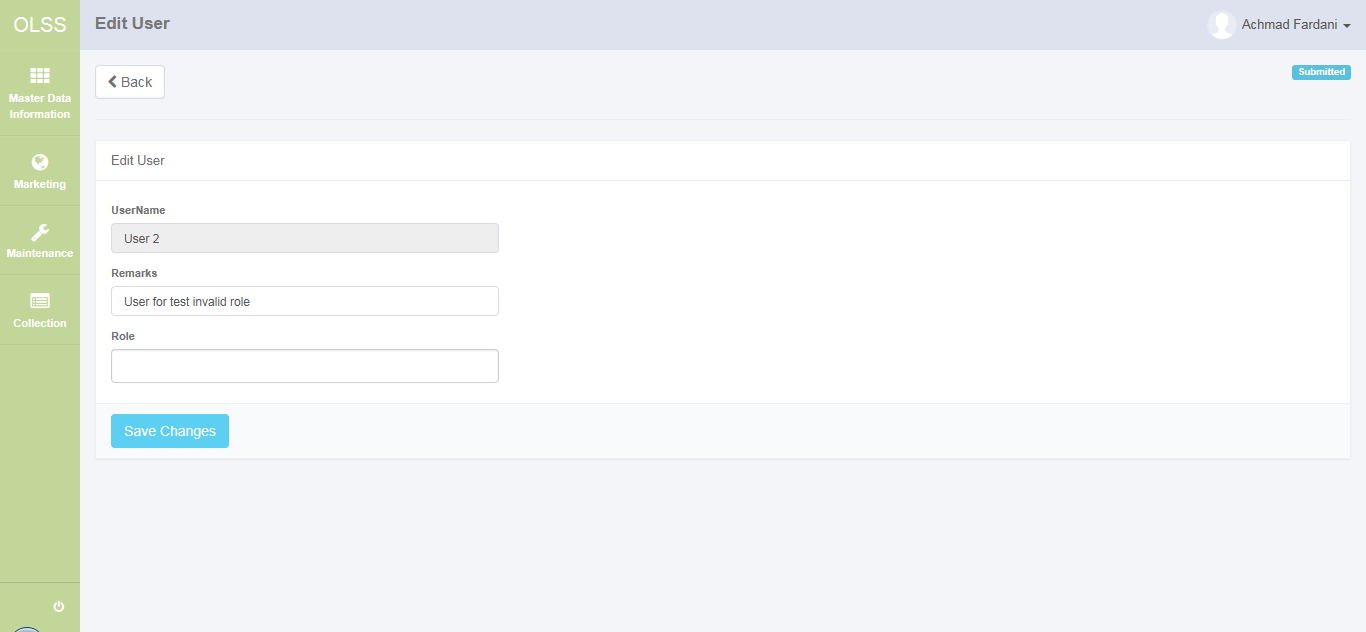 OLSS
Edit User
Achmad Fardani
Back
Submitted
Master Data
Information
Marketing
Maintenance
Collection
Edit User
UserName
User 2
Remarks
User for test invalid role
Role
Save Changes